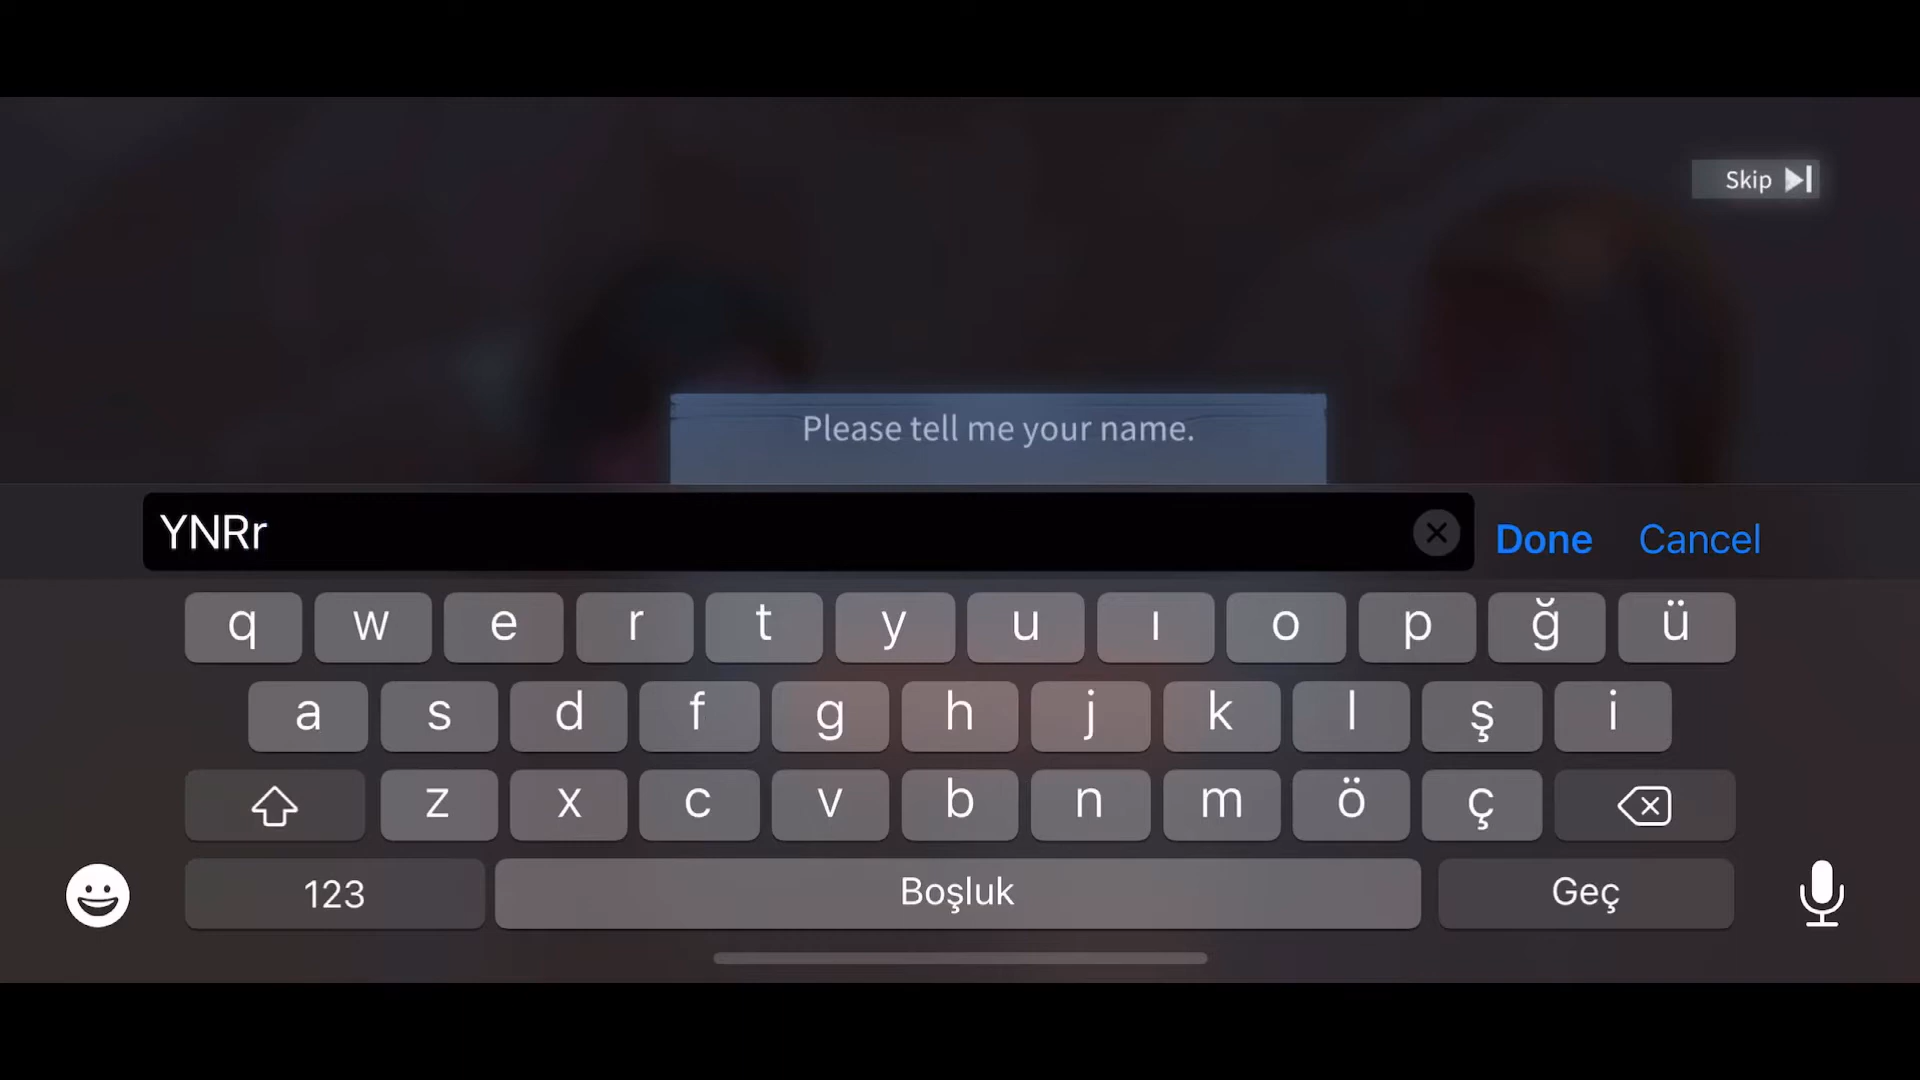 Skip
Please tell me your name.
YNRr
Done Cancel
q w e r t y u ı o p ğ ü
a s d f g h j k l ş i
z x c v b n m ö ç
123 Boşluk Geç